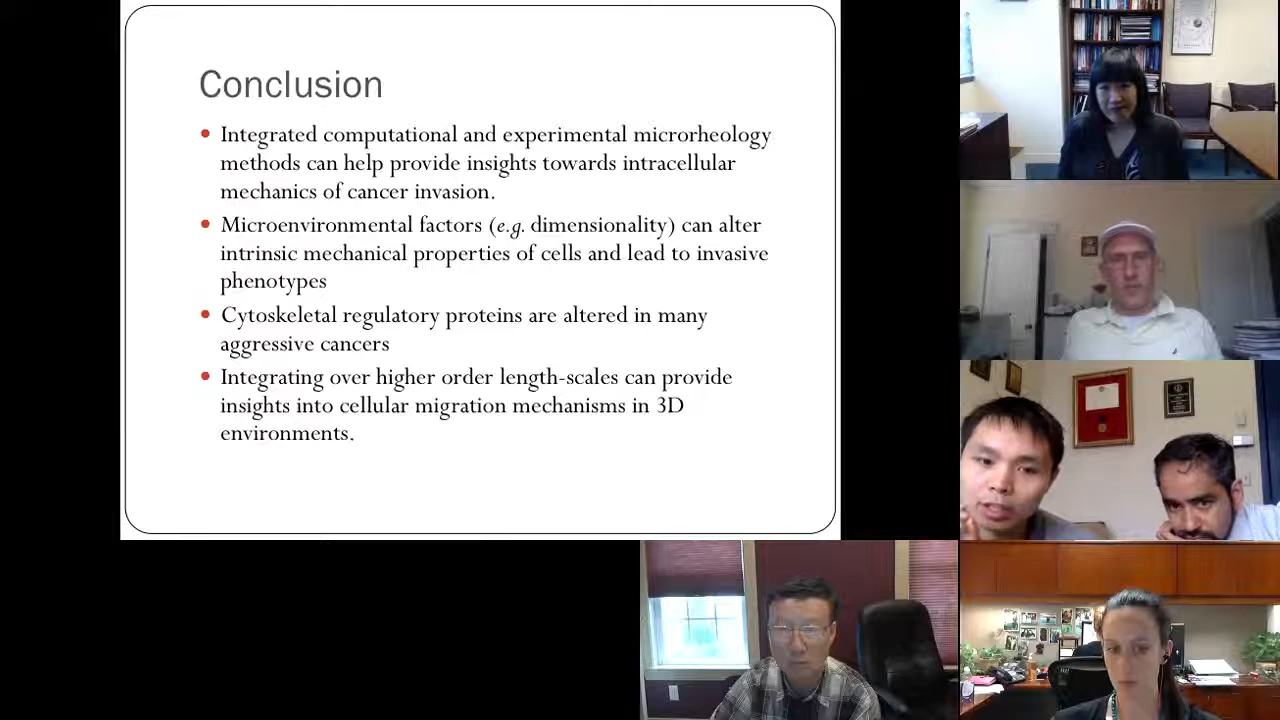 Conclusion
Integrated computational and experimental microrheology
methods can help provide insights towards intracellular
mechanics of cancer invasion.
Microenvironmental factors (e.g. dimensionality) can alter
intrinsic mechanical properties of cells and lead to invasive
phenotypes
Cytoskeletal regulatory proteins are altered in many
aggressive cancers
Integrating over higher order length-scales can provide
insights into cellular migration mechanisms in 3D
environments.